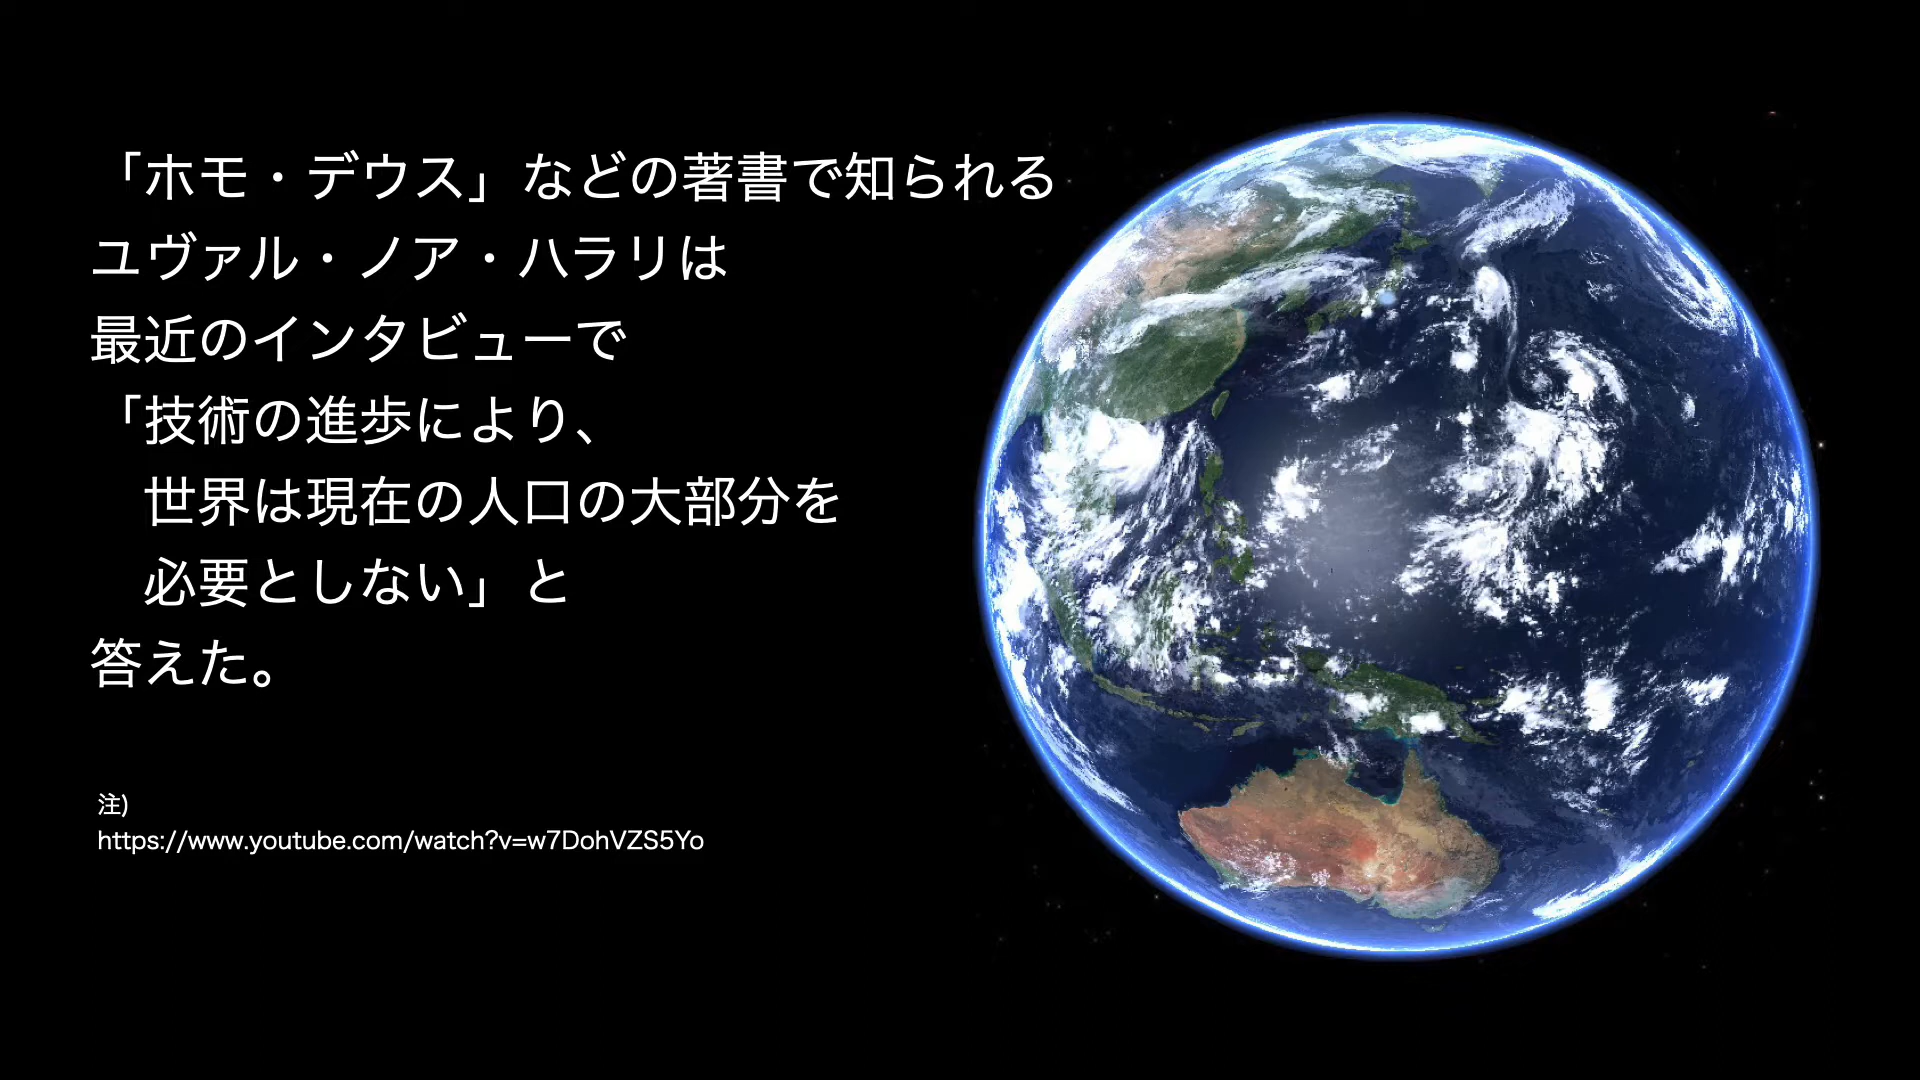 「ホモ・デウス」などの著書で知られる
ユヴァル・ノア・ハラリは
最近のインタビューで
「技術の進歩により、
世界は現在の人口の大部分を
必要としない」と
答えた。
注)
https://www.youtube.com/watch?v=w7DohVZS5Yo